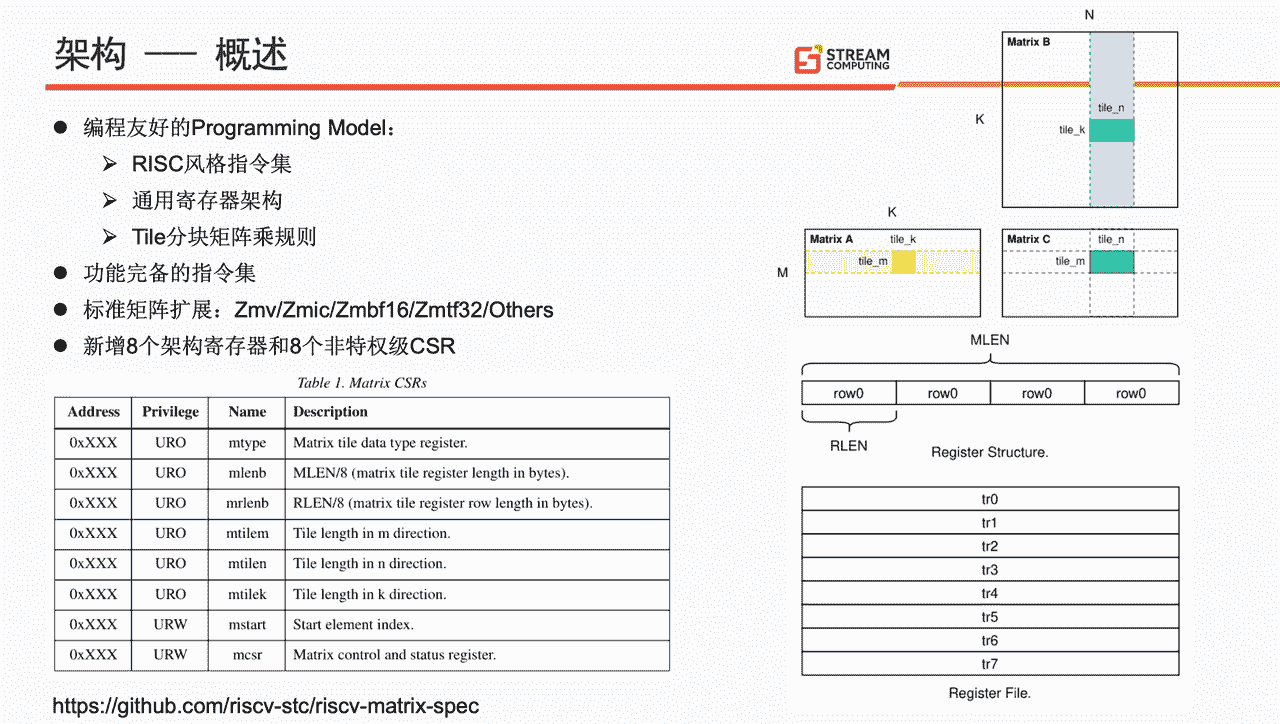 架构 —— 概述
STREAM
COMPUTING
编程友好的Programming Model：
RISC风格指令集
通用寄存器架构
Tile分块矩阵乘规则
功能完备的指令集
标准矩阵扩展：Zmv/Zmic/Zmbf16/Zmtf32/Others
新增8个架构寄存器和8个非特权级CSR
Table 1. Matrix CSRs
Address Privilege Name Description
0xXXX URO mtype Matrix tile data type register.
0xXXX URO mlenb MLEN/8 (matrix tile register length in bytes).
0xXXX URO mrlenb RLEN/8 (matrix tile register row length in bytes).
0xXXX URO mtilem Tile length in m direction.
0xXXX URO mtilen Tile length in n direction.
0xXXX URO mtilek Tile length in k direction.
0xXXX URW mstart Start element index.
0xXXX URW mcsr Matrix control and status register.
https://github.com/riscv-stc/riscv-matrix-spec
N
Matrix B
K
tile_n
tile_k
K
M
Matrix A
tile_k
tile_m
Matrix C
tile_n
tile_m
MLEN
row0 row0 row0 row0
RLEN
Register Structure.
tr0
tr1
tr2
tr3
tr4
tr5
tr6
tr7
Register File.